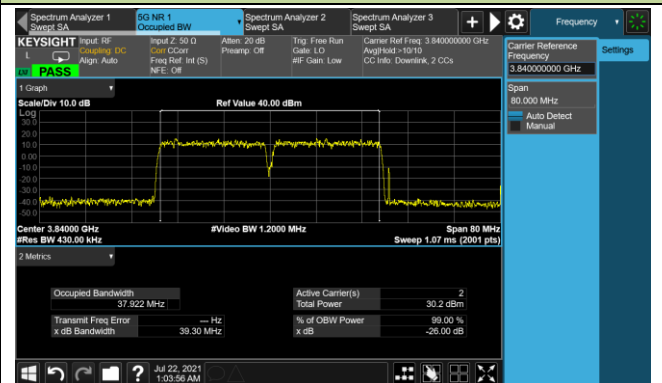 Spectrum Analyzer 1
Swept SA
5G NR 1
Occupied BW
Spectrum Analyzer 2
Swept SA
Spectrum Analyzer 3
Swept SA
Frequency
KEYSIGHT
L
PASS
Input: RF
Coupling: DC
Align: Auto
Input Z: 50 Ω
Corr CCorr
Freq Ref: Int (S)
NFE: Off
Atten: 20 dB
Preamp: Off
Trig: Free Run
Gate: LO
#IF Gain: Low
Carrier Ref Freq: 3.840000000 GHz
Avg|Hold:>10/10
CC Info: Downlink, 2 CCs
Carrier Reference
Frequency
3.840000000 GHz
Settings
Span
80.000 MHz
Auto Detect
Manual
1 Graph
Scale/Div 10.0 dB
Ref Value 40.00 dBm
Log
30.0
20.0
10.0
0.00
-10.0
-20.0
-30.0
-40.0
-50.0
Center 3.84000 GHz
#Video BW 1.2000 MHz
Span 80 MHz
#Res BW 430.00 kHz
Sweep 1.07 ms (2001 pts)
2 Metrics
Occupied Bandwidth
37.922 MHz
Active Carrier(s) 2
Total Power 30.2 dBm
Transmit Freq Error --- Hz
x dB Bandwidth 39.30 MHz
% of OBW Power 99.00 %
x dB -26.00 dB
?
Jul 22, 2021
1:03:56 AM